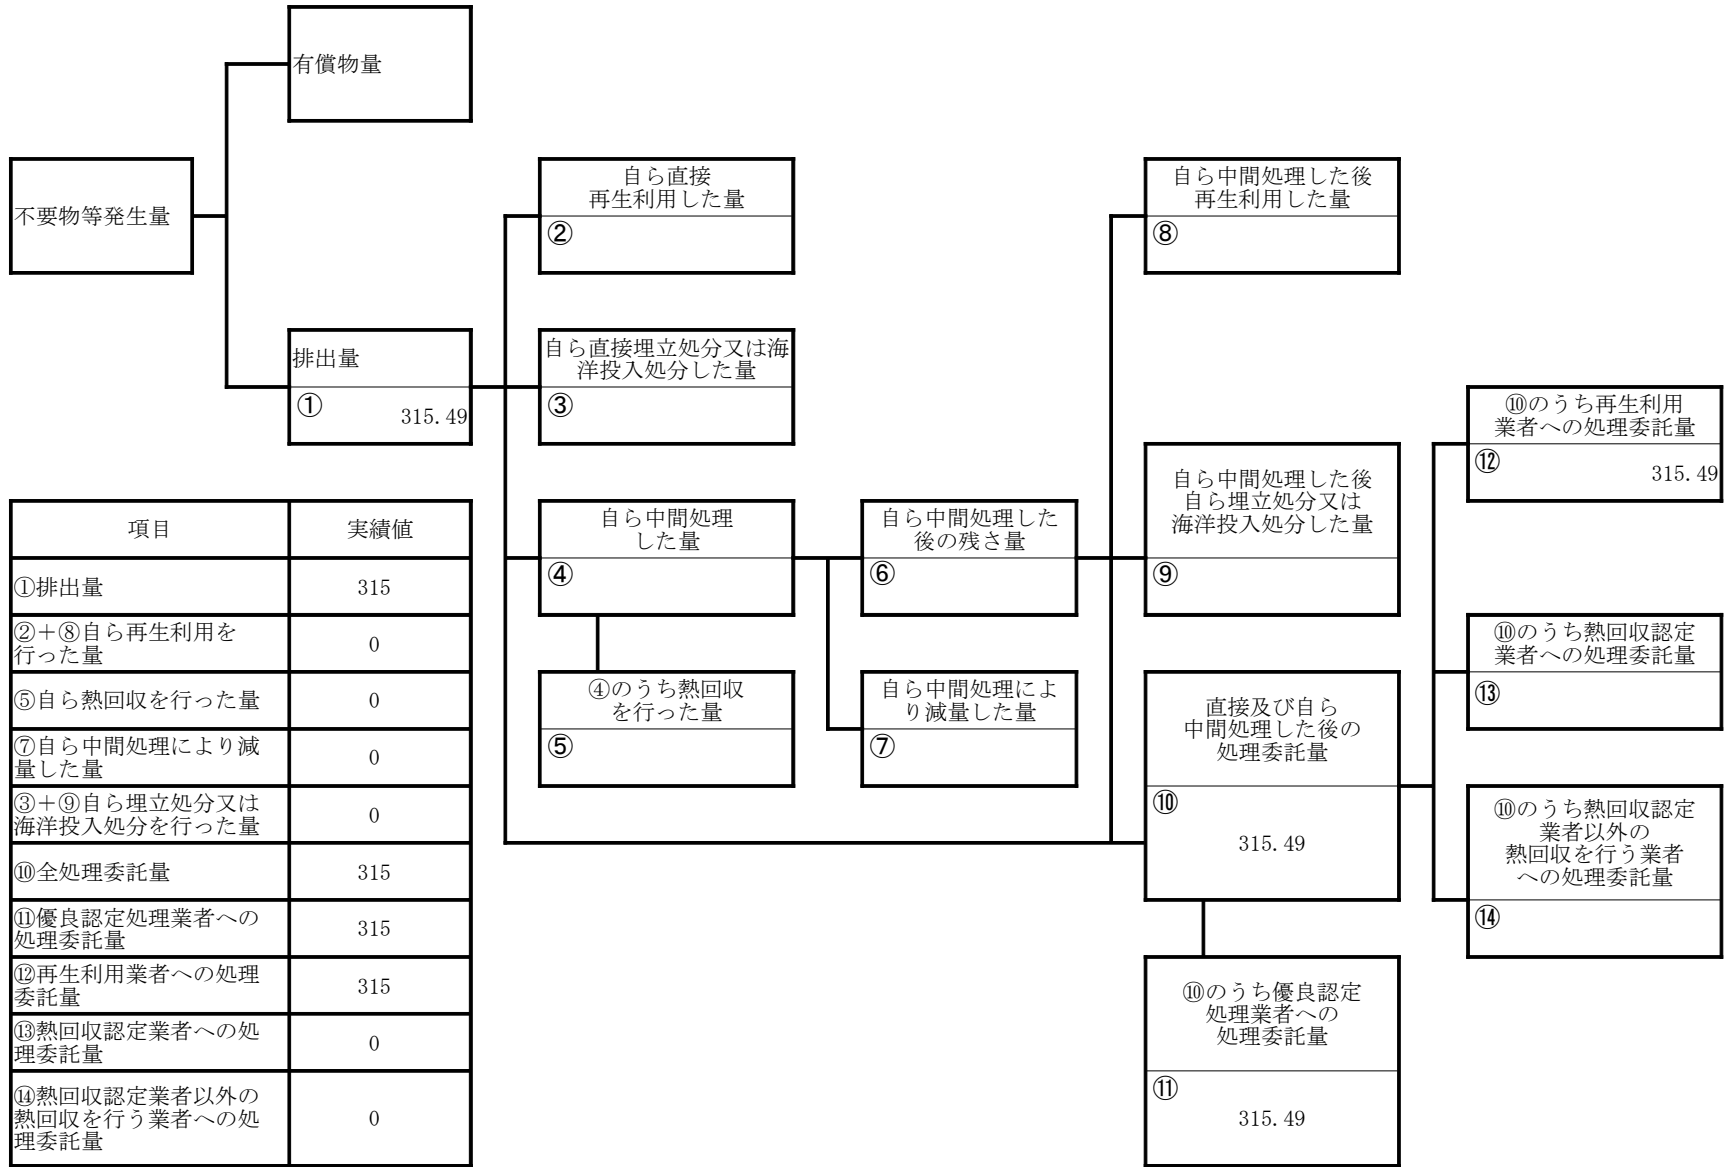 有償物量
不要物等発生量
排出量
①
315.49
自ら直接
再生利用した量
②
自ら直接埋立処分又は海
洋投入処分した量
③
自ら中間処理
した量
④
④のうち熱回収
を行った量
⑤
自ら中間処理した
後の残さ量
⑥
自ら中間処理によ
り減量した量
⑦
自ら中間処理した後
再生利用した量
⑧
自ら中間処理した後
自ら埋立処分又は
海洋投入処分した量
⑨
直接及び自ら
中間処理した後の
処理委託量
⑩
315.49
⑩のうち優良認定
処理業者への
処理委託量
⑪
315.49
⑩のうち再生利用
業者への処理委託量
⑫
315.49
⑩のうち熱回収認定
業者への処理委託量
⑬
⑩のうち熱回収認定
業者以外の
熱回収を行う業者
への処理委託量
⑭
項目 実績値
①排出量 315
②＋⑧自ら再生利用を
行った量 0
⑤自ら熱回収を行った量 0
⑦自ら中間処理により減
量した量 0
③＋⑨自ら埋立処分又は
海洋投入処分を行った量 0
⑩全処理委託量 315
⑪優良認定処理業者への
処理委託量 315
⑫再生利用業者への処理
委託量 315
⑬熱回収認定業者への処
理委託量 0
⑭熱回収認定業者以外の
熱回収を行う業者への処
理委託量 0